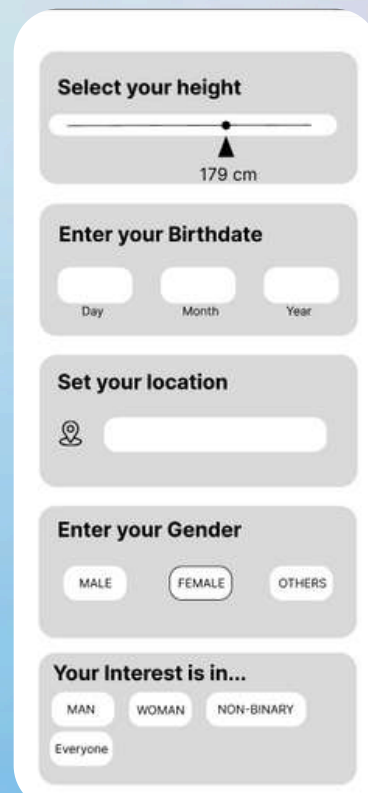 Select your height
179 cm
Enter your Birthdate
Day Month Year
Set your location
Enter your Gender
MALE FEMALE OTHERS
Your Interest is in...
MAN WOMAN NON-BINARY
Everyone